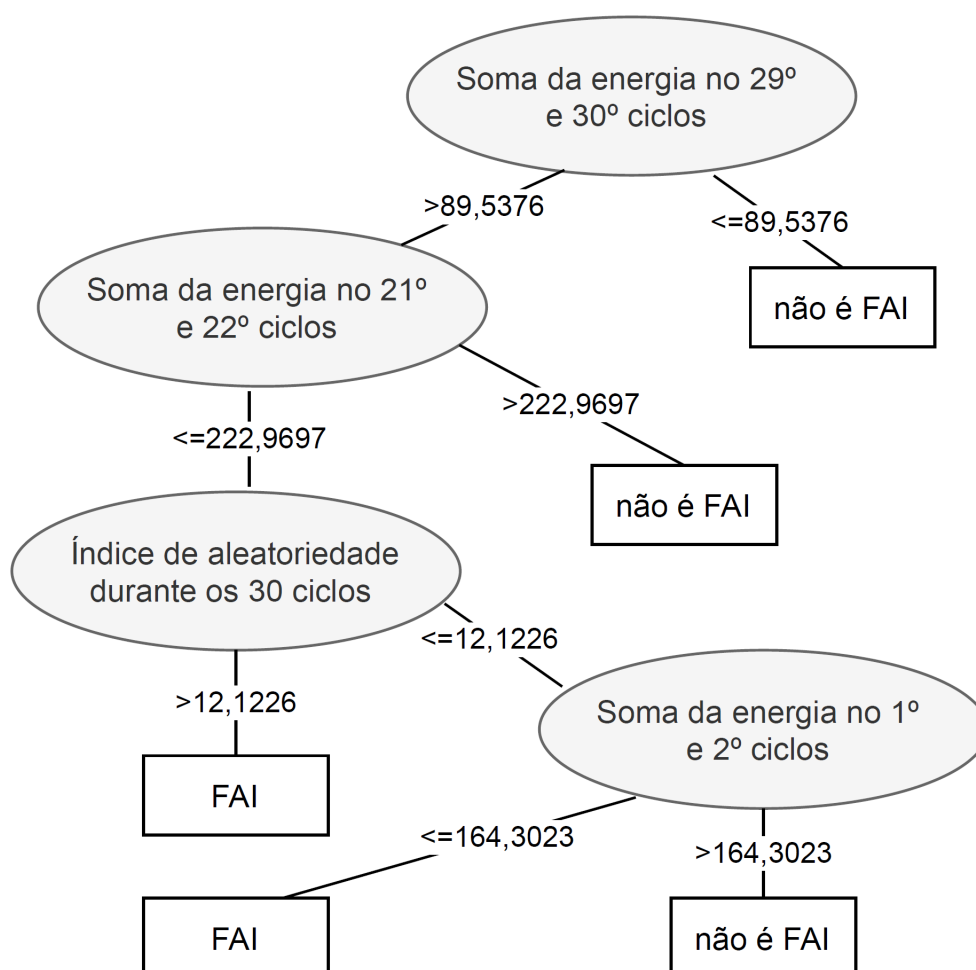 Soma da energia no 29º
e 30º ciclos
>89,5376
<=89,5376
Soma da energia no 21º
e 22º ciclos
não é FAI
>222,9697
<=222,9697
não é FAI
Índice de aleatoriedade
durante os 30 ciclos
<=12,1226
>12,1226
Soma da energia no 1º
e 2º ciclos
FAI
<=164,3023
>164,3023
FAI
não é FAI